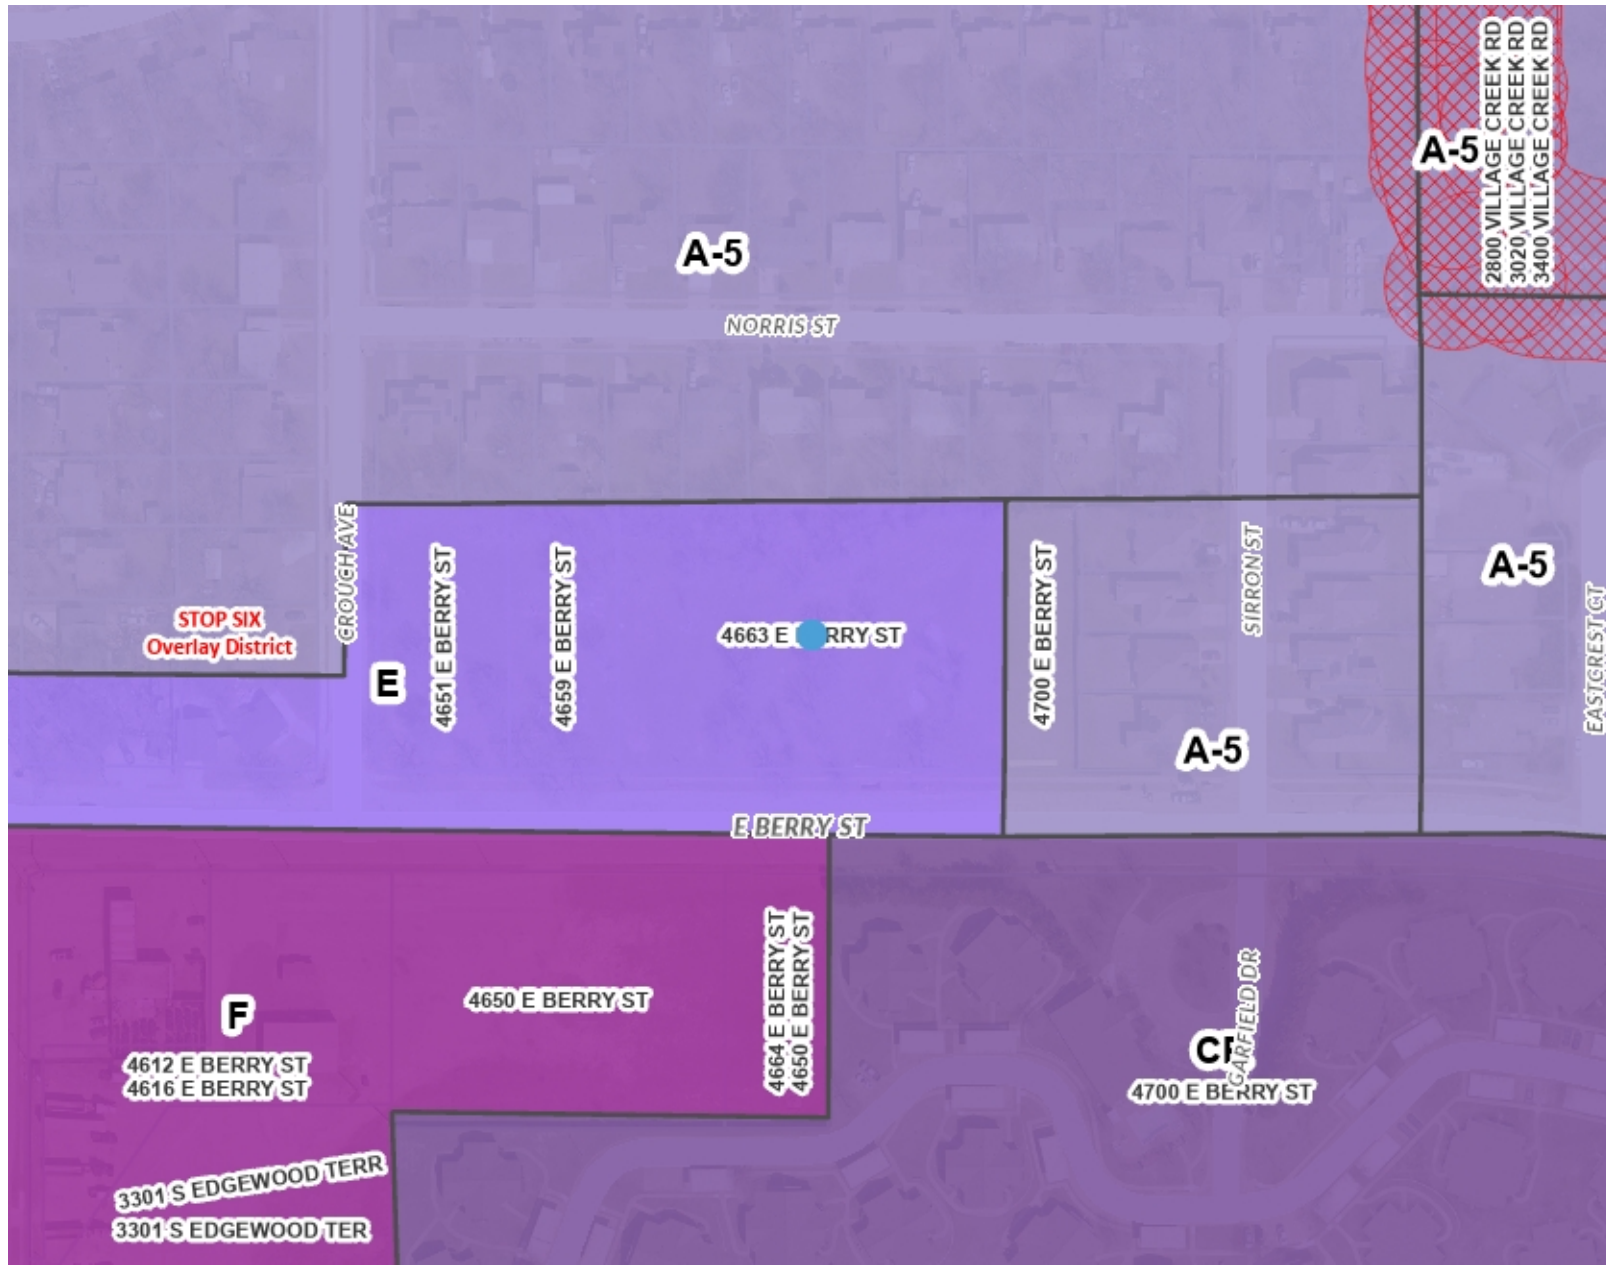 A-5
2800 VILLAGE CREEK RD
3020 VILLAGE CREEK RD
3400 VILLAGE CREEK RD
A-5
NORRIS ST
CROUCH AVE
STOP SIX
Overlay District
E
4651 E BERRY ST
4659 E BERRY ST
4663 E RRY ST
4700 E BERRY ST
SIRRON ST
A-5
A-5
EASTCREST CT
E BERRY ST
F
4612 E BERRY ST
4616 E BERRY ST
4650 E BERRY ST
4664 E BERRY ST
4650 E BERRY ST
GARFIELD DR
4700 E BERRY ST
3301 S EDGEWOOD TERR
3301 S EDGEWOOD TER